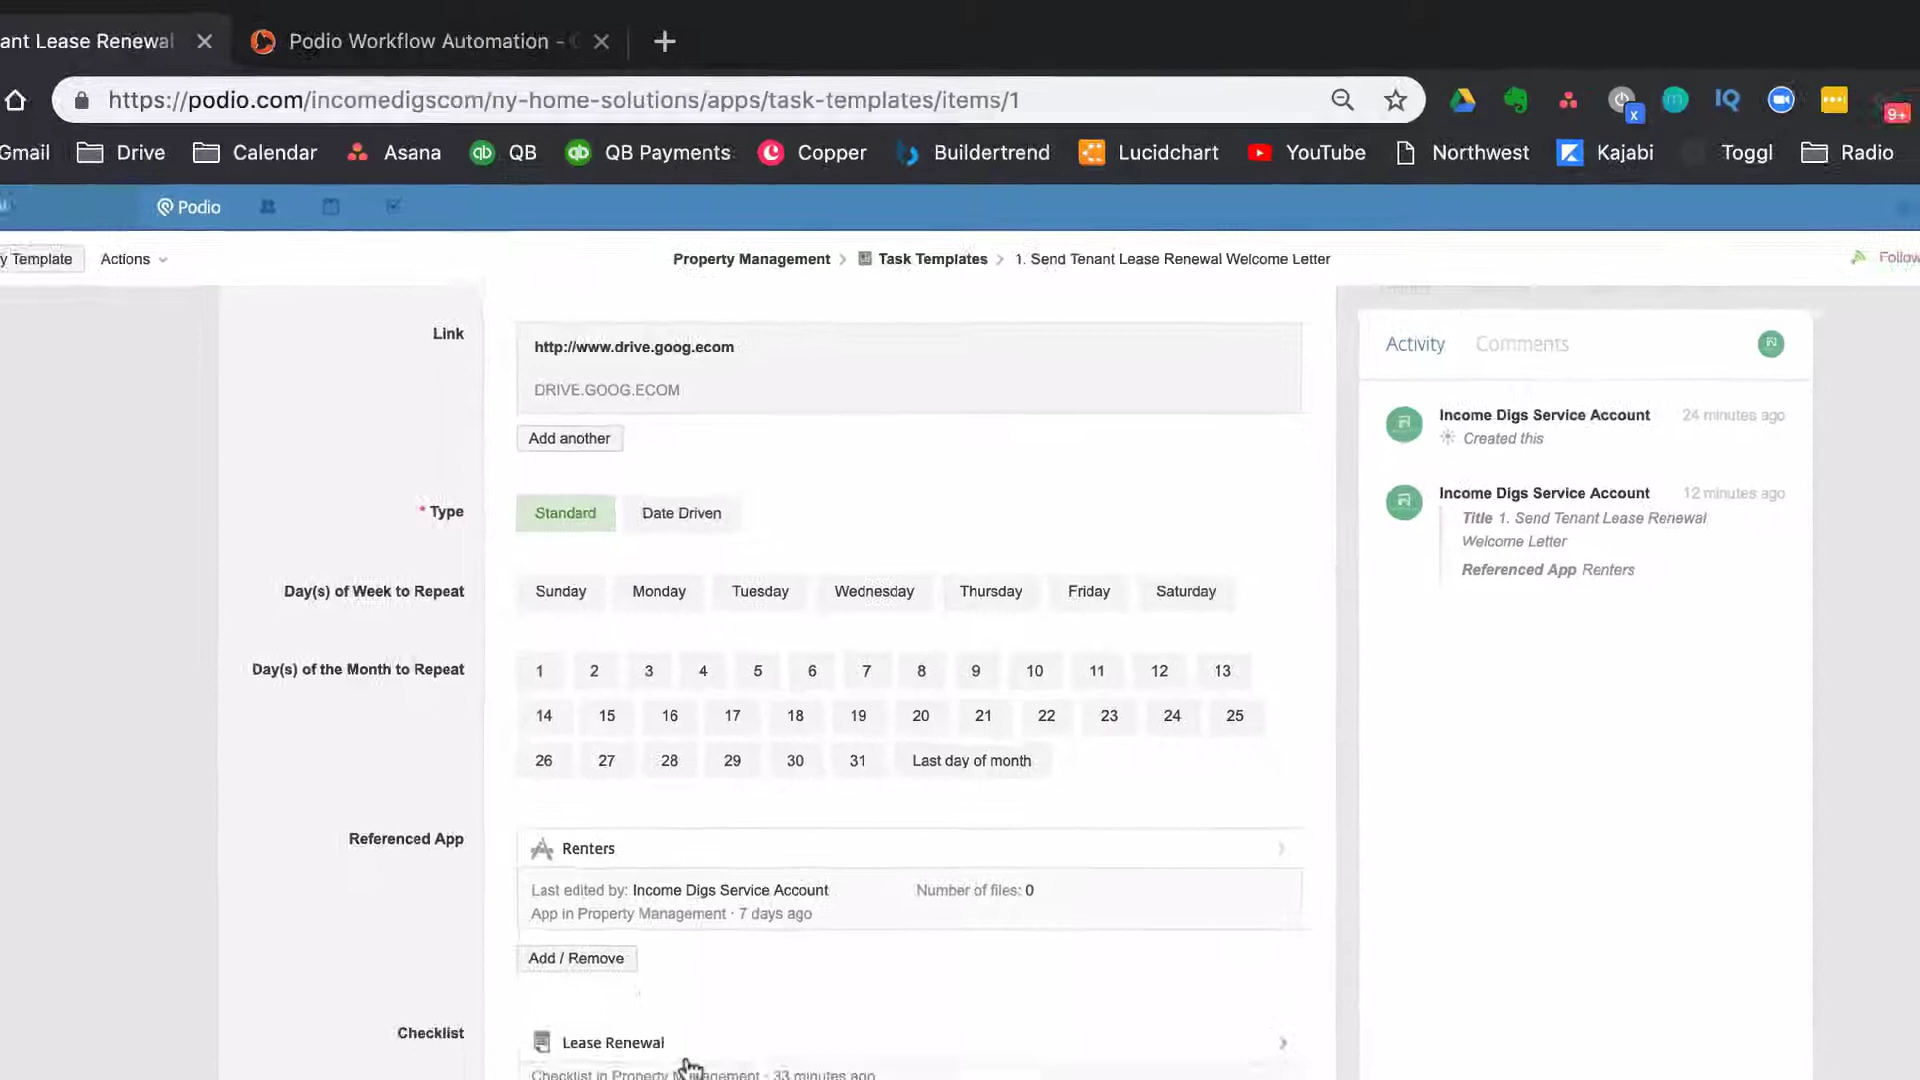 ant Lease Renewal
Podio Workflow Automation -
https://podio.com/incomedigscom/ny-home-solutions/apps/task-templates/items/1
x
IQ
9+
Gmail Drive Calendar Asana QB QB Payments Copper Buildertrend Lucidchart YouTube Northwest Kajabi Toggl Radio
Podio
y Template Actions Property Management > Task Templates > 1. Send Tenant Lease Renewal Welcome Letter Follow
Link
http://www.drive.goog.ecom
DRIVE.GOOG.ECOM
Add another
* Type Standard Date Driven
Day(s) of Week to Repeat Sunday Monday Tuesday Wednesday Thursday Friday Saturday
Day(s) of the Month to Repeat 1 2 3 4 5 6 7 8 9 10 11 12 13
14 15 16 17 18 19 20 21 22 23 24 25
26 27 28 29 30 31 Last day of month
Referenced App Renters
Last edited by: Income Digs Service Account Number of files: 0
App in Property Management · 7 days ago
Add / Remove
Checklist Lease Renewal
Checklist in Property Management · 33 minutes ago
Activity Comments
Income Digs Service Account 24 minutes ago
Created this
Income Digs Service Account 12 minutes ago
Title 1. Send Tenant Lease Renewal
Welcome Letter
Referenced App Renters